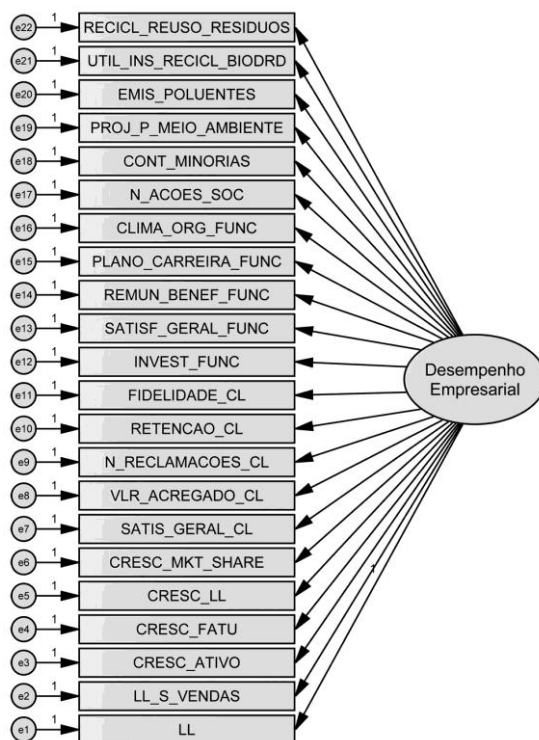 e22 1 RECICL_REUSO_RESIDUOS
e21 1 UTIL_INS_RECICL_BIODRD
e20 1 EMIS_POLUENTES
e19 1 PROJ_P_MEIO_AMBIENTE
e18 1 CONT_MINORIAS
e17 1 N_ACOES_SOC
e16 1 CLIMA_ORG_FUNC
e15 1 PLANO_CARREIRA_FUNC
e14 1 REMUN_BENEF_FUNC
e13 1 SATISF_GERAL_FUNC
e12 1 INVEST_FUNC
e11 1 FIDELIDADE_CL
e10 1 RETENCAO_CL
e9 1 N_RECLAMACOES_CL
e8 1 VLR_ACREGADO_CL
e7 1 SATIS_GERAL_CL
e6 1 CRESC_MKT_SHARE
e5 1 CRESC_LL
e4 1 CRESC_FATU
e3 1 CRESC_ATIVO
e2 1 LL_S_VENDAS
e1 1 LL
Desempenho
Empresarial
1